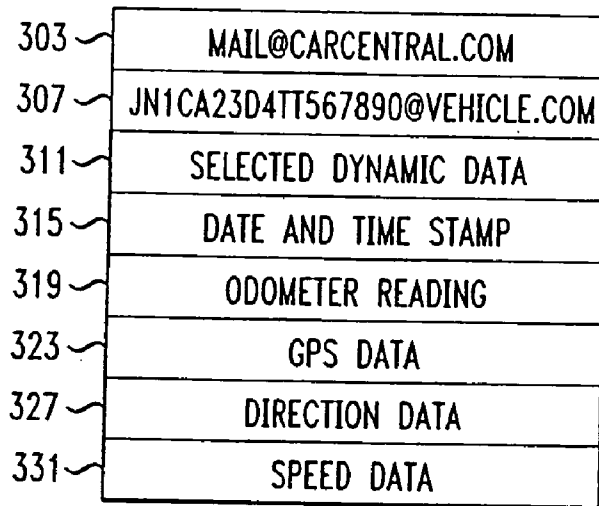 303 MAIL@CARCENTRAL.COM
307 JN1CA23D4TT567890@VEHICLE.COM
311 SELECTED DYNAMIC DATA
315 DATE AND TIME STAMP
319 ODOMETER READING
323 GPS DATA
327 DIRECTION DATA
331 SPEED DATA